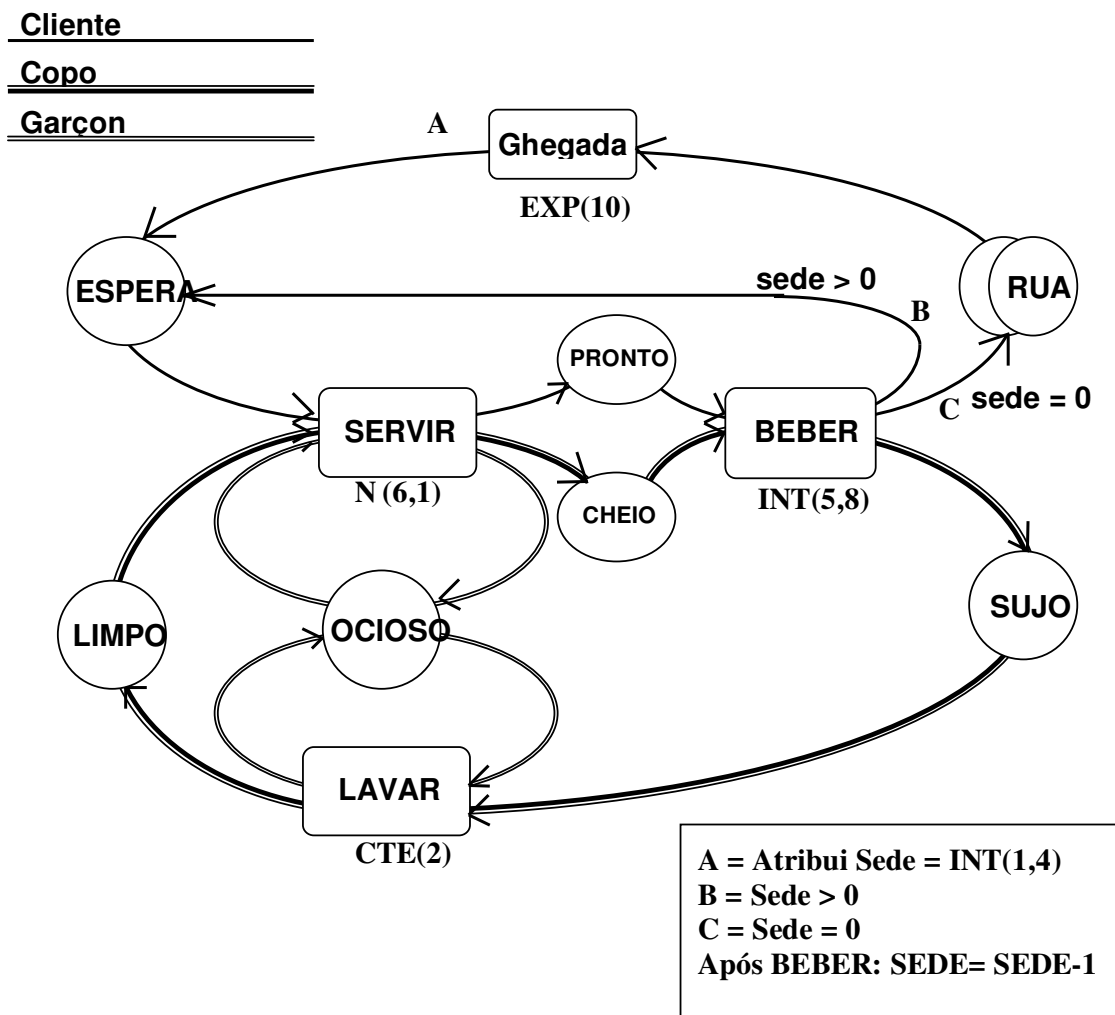 Cliente
Copo
Garçon
A
Ghegada
EXP(10)
ESPERA
sede > 0
B
RUA
PRONTO
SERVIR
N (6,1)
BEBER
INT(5,8)
C
sede = 0
CHEIO
LIMPO
OCIOSO
SUJO
LAVAR
CTE(2)
A = Atribui Sede = INT(1,4)
B = Sede > 0
C = Sede = 0
Após BEBER: SEDE= SEDE-1